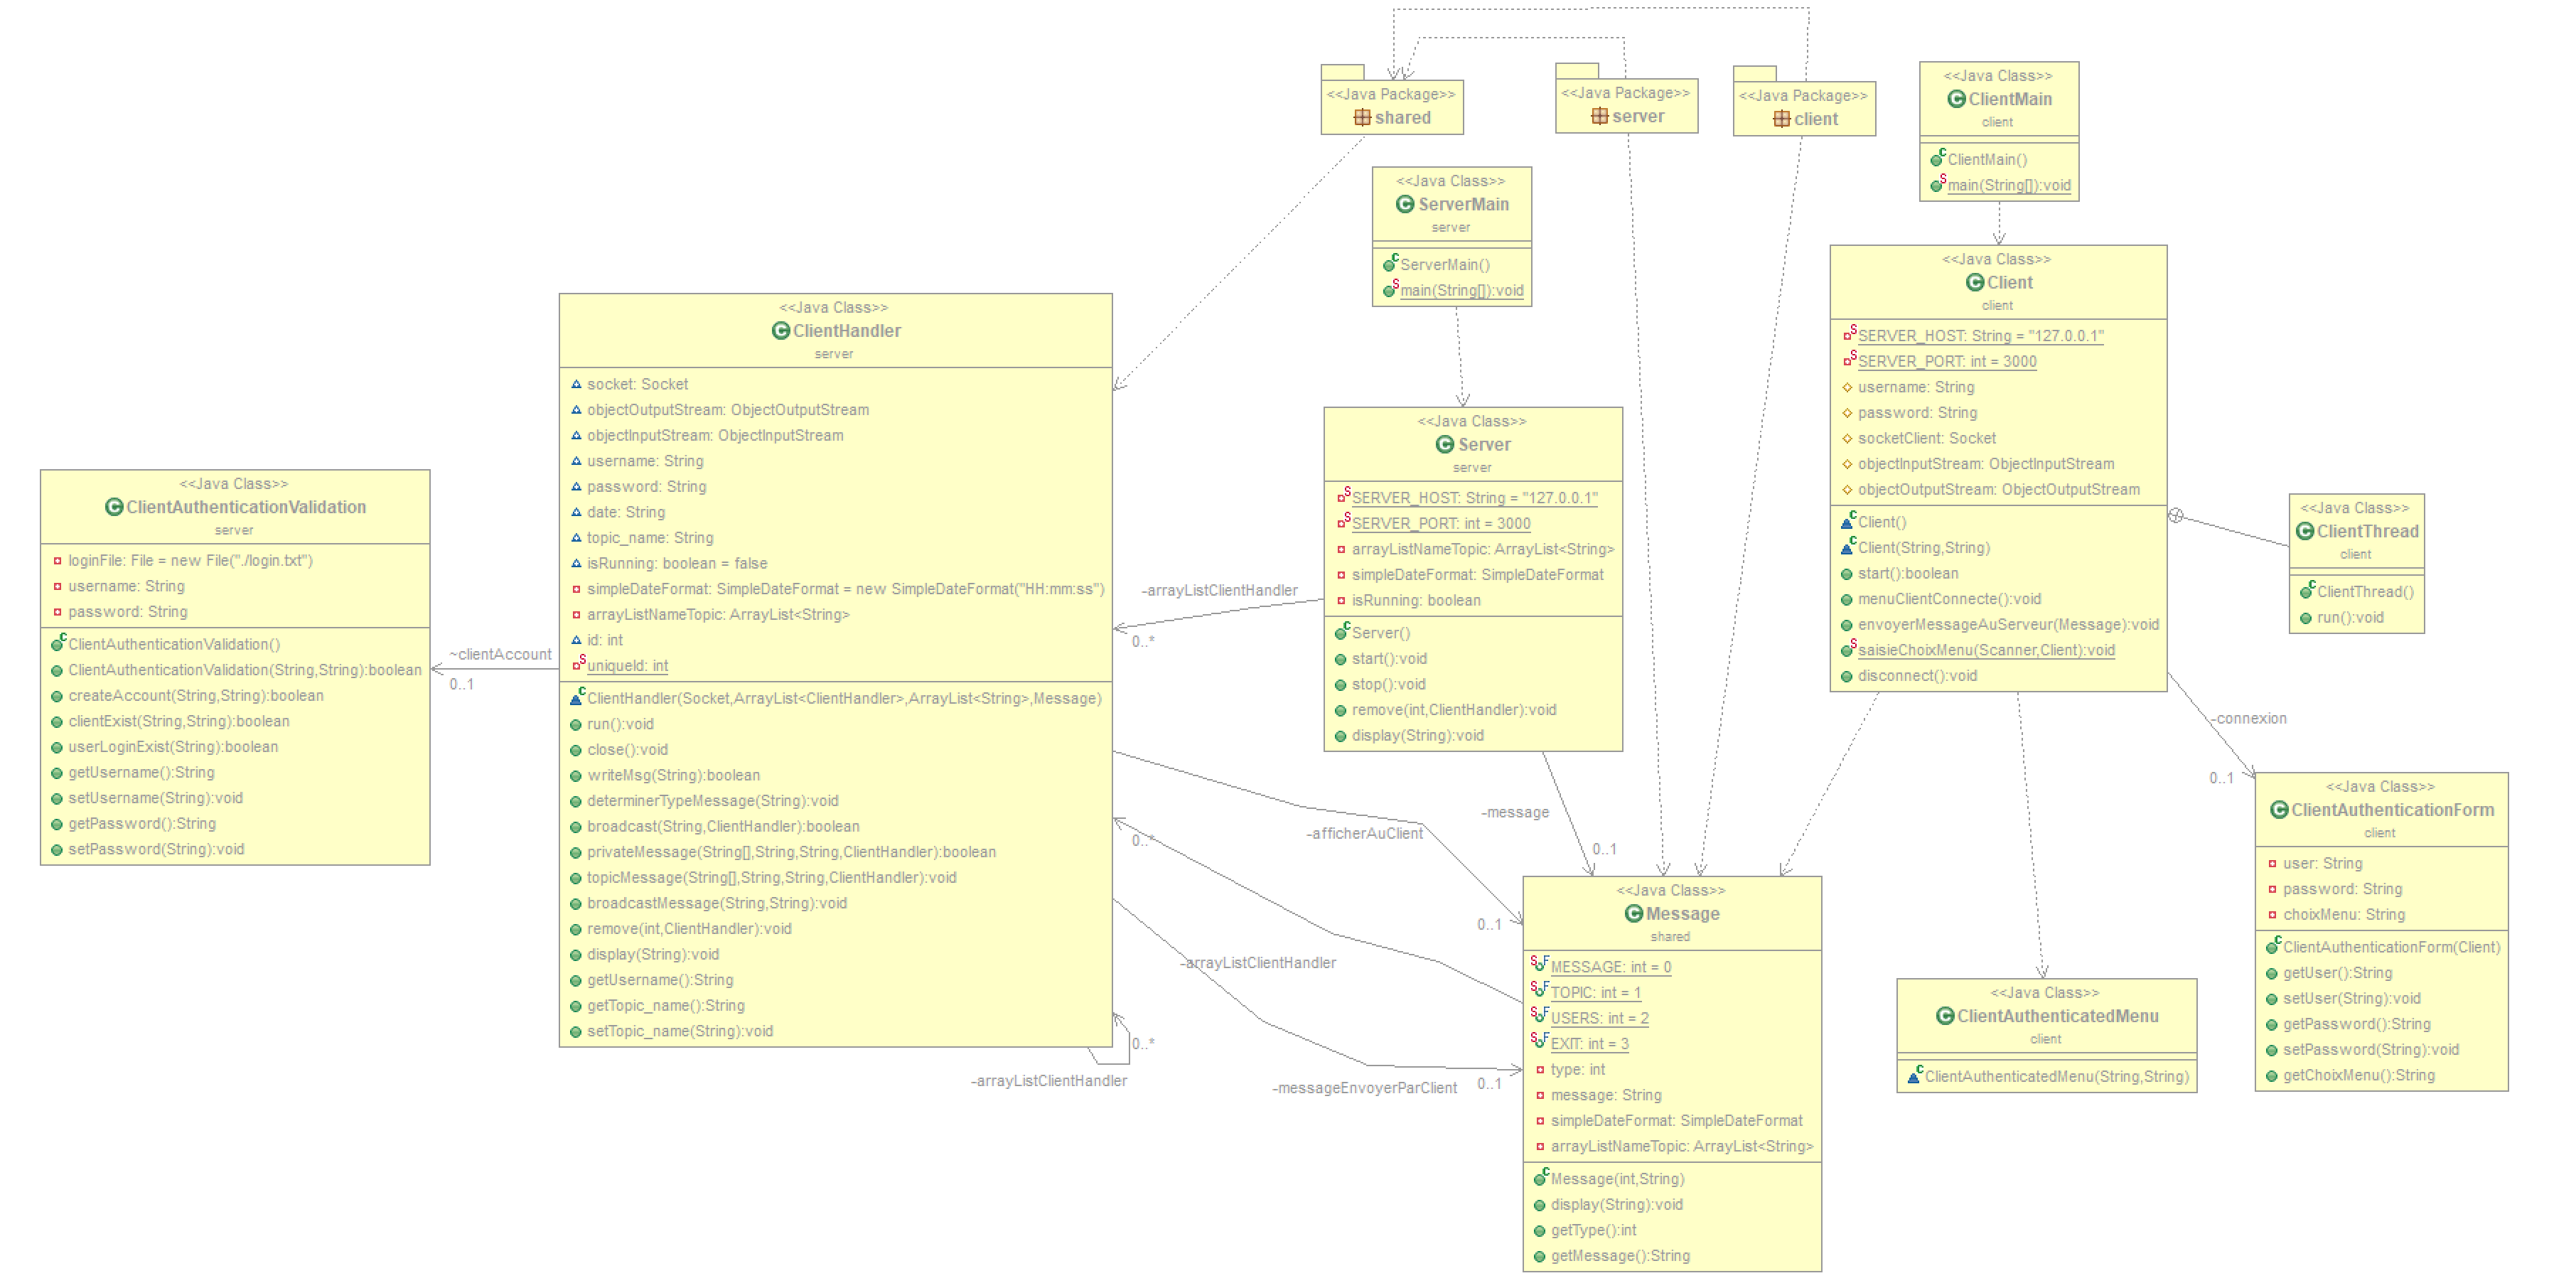 <<Java Package>>
shared
<<Java Package>>
server
<<Java Package>>
client
<<Java Class>>
ClientMain
client
ClientMain()
main(String[]):void
<<Java Class>>
ServerMain
server
ServerMain()
main(String[]):void
<<Java Class>>
Client
client
SERVER_HOST: String = "127.0.0.1"
SERVER_PORT: int = 3000
username: String
password: String
socketClient: Socket
objectInputStream: ObjectInputStream
objectOutputStream: ObjectOutputStream
Client()
Client(String,String)
start():boolean
menuClientConnecte():void
envoyerMessageAuServeur(Message):void
saisieChoixMenu(Scanner,Client):void
disconnect():void
<<Java Class>>
ClientHandler
server
socket: Socket
objectOutputStream: ObjectOutputStream
objectInputStream: ObjectInputStream
username: String
password: String
date: String
topic_name: String
isRunning: boolean = false
simpleDateFormat: SimpleDateFormat = new SimpleDateFormat("HH:mm:ss")
arrayListNameTopic: ArrayList<String>
id: int
uniqueId: int
ClientHandler(Socket,ArrayList<ClientHandler>,ArrayList<String>,Message)
run():void
close():void
writeMsg(String):boolean
determinerTypeMessage(String):void
broadcast(String,ClientHandler):boolean
privateMessage(String[],String,String,ClientHandler):boolean
topicMessage(String[],String,String,ClientHandler):void
broadcastMessage(String,String):void
remove(int,ClientHandler):void
display(String):void
getUsername():String
getTopic_name():String
setTopic_name(String):void
<<Java Class>>
Server
server
SERVER_HOST: String = "127.0.0.1"
SERVER_PORT: int = 3000
arrayListNameTopic: ArrayList<String>
simpleDateFormat: SimpleDateFormat
isRunning: boolean
Server()
start():void
stop():void
remove(int,ClientHandler):void
display(String):void
<<Java Class>>
ClientAuthenticationValidation
server
loginFile: File = new File("./login.txt")
username: String
password: String
ClientAuthenticationValidation()
ClientAuthenticationValidation(String,String):boolean
createAccount(String,String):boolean
clientExist(String,String):boolean
userLoginExist(String):boolean
getUsername():String
setUsername(String):void
getPassword():String
setPassword(String):void
<<Java Class>>
ClientThread
client
ClientThread()
run():void
-arrayListClientHandler
0..*
~clientAccount
0..1
-connexion
0..1
<<Java Class>>
ClientAuthenticationForm
client
user: String
password: String
choixMenu: String
ClientAuthenticationForm(Client)
getUser():String
setUser(String):void
getPassword():String
setPassword(String):void
getChoixMenu():String
-message
0..1
-afficherAuClient
0..1
0..*
-arrayListClientHandler
<<Java Class>>
Message
shared
MESSAGE: int = 0
TOPIC: int = 1
USERS: int = 2
EXIT: int = 3
type: int
message: String
simpleDateFormat: SimpleDateFormat
arrayListNameTopic: ArrayList<String>
Message(int,String)
display(String):void
getType():int
getMessage():String
<<Java Class>>
ClientAuthenticatedMenu
client
ClientAuthenticatedMenu(String,String)
0..*
-arrayListClientHandler
-messageEnvoyerParClient
0..1